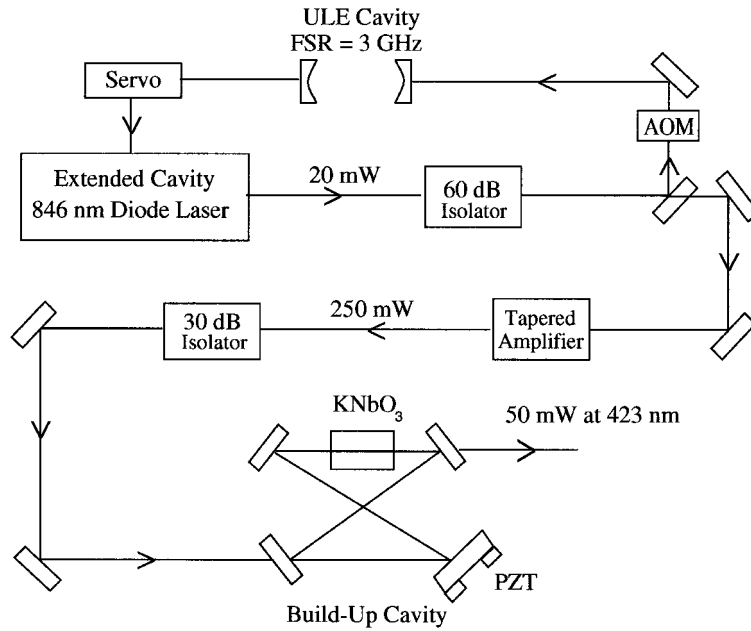 ULE Cavity
FSR = 3 GHz
Servo
AOM
Extended Cavity
846 nm Diode Laser
20 mW
60 dB
Isolator
30 dB
Isolator
250 mW
Tapered
Amplifier
KNbO₃
50 mW at 423 nm
PZT
Build-Up Cavity